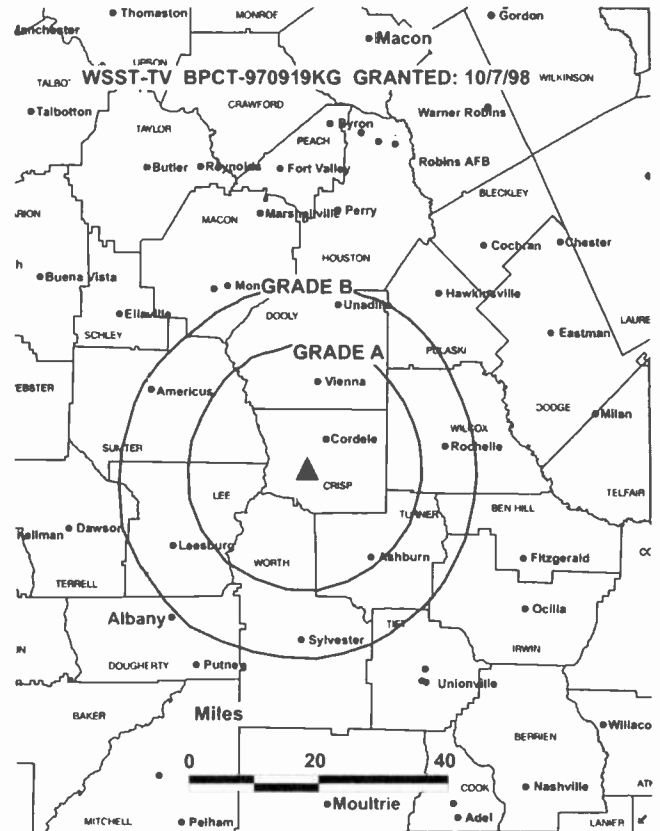 Thomaston
MONROE
Gordon
Manchester
Macon
UPSON
TALBOT
WSST-TV BPCT-970919KG GRANTED: 10/7/98
WILKINSON
CRAWFORD
Talbotton
Warner Robins
Byron
TAYLOR
PEACH
Robins AFB
Butler
Reynolds
Fort Valley
BLECKLEY
MACON
Marshallville
Perry
Cochran
Chester
HOUSTON
Buena Vista
GRADE B
Hawkinsville
Unadilla
Ellaville
DOOLY
SCHLEY
Eastman
PULASKI
GRADE A
Vienna
Americus
DODGE
Milan
WILCOX
Cordele
Rochelle
SUMTER
CRISP
LEE
TELFAIR
BEN HILL
TURNER
Dawson
Leesburg
Ashburn
Fitzgerald
WORTH
TERRELL
Albany
Ocilla
TIFT
Sylvester
IRWIN
DOUGHERTY
Putney
Unionville
Miles
BAKER
BERRIEN
Willaco
0 20 40
COOK
Nashville
Moultrie
MITCHELL
Pelham
Adel
LANIER